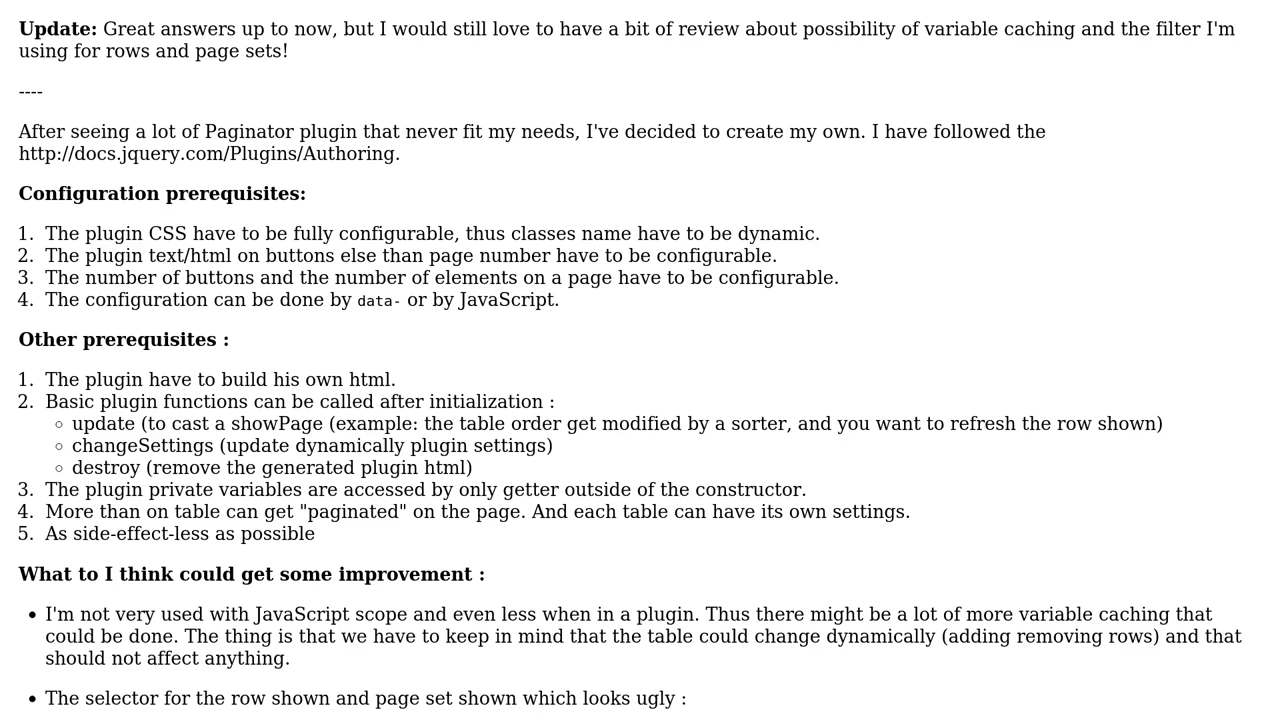 Update: Great answers up to now, but I would still love to have a bit of review about possibility of variable caching and the filter I'm
using for rows and page sets!
----
After seeing a lot of Paginator plugin that never fit my needs, I've decided to create my own. I have followed the
http://docs.jquery.com/Plugins/Authoring.
Configuration prerequisites:
1. The plugin CSS have to be fully configurable, thus classes name have to be dynamic.
2. The plugin text/html on buttons else than page number have to be configurable.
3. The number of buttons and the number of elements on a page have to be configurable.
4. The configuration can be done by data- or by JavaScript.
Other prerequisites :
1. The plugin have to build his own html.
2. Basic plugin functions can be called after initialization :
◦ update (to cast a showPage (example: the table order get modified by a sorter, and you want to refresh the row shown)
◦ changeSettings (update dynamically plugin settings)
◦ destroy (remove the generated plugin html)
3. The plugin private variables are accessed by only getter outside of the constructor.
4. More than on table can get "paginated" on the page. And each table can have its own settings.
5. As side-effect-less as possible
What to I think could get some improvement :
• I'm not very used with JavaScript scope and even less when in a plugin. Thus there might be a lot of more variable caching that
could be done. The thing is that we have to keep in mind that the table could change dynamically (adding removing rows) and that
should not affect anything.
• The selector for the row shown and page set shown which looks ugly :